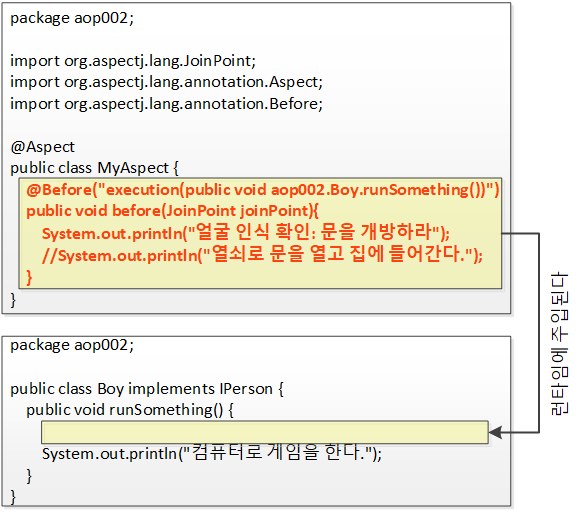 package aop002;
import org.aspectj.lang.JoinPoint;
import org.aspectj.lang.annotation.Aspect;
import org.aspectj.lang.annotation.Before;
@Aspect
public class MyAspect {
@Before("execution(public void aop002.Boy.runSomething())")
public void before(JoinPoint joinPoint){
System.out.println("얼굴 인식 확인: 문을 개방하라");
//System.out.println("열쇠로 문을 열고 집에 들어간다.");
}
}
런타임에 주입된다
package aop002;
public class Boy implements IPerson {
public void runSomething() {
System.out.println("컴퓨터로 게임을 한다.");
}
}